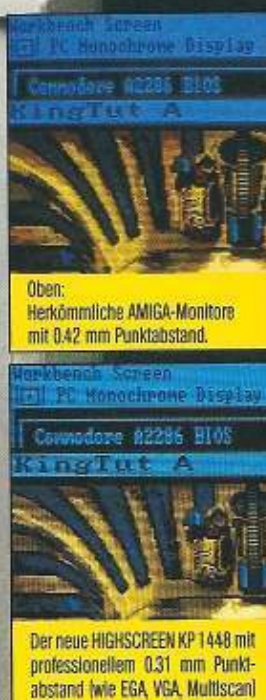 Workbench Screen
PC Monochrome Display
Commodore A2286 BIOS
KingTut A
Oben:
Herkömmliche AMIGA-Monitore
mit 0.42 mm Punktabstand.
Workbench Screen
PC Monochrome Display
Commodore A2286 BIOS
KingTut A
Der neue HIGHSCREEN KP 1448 mit
professionellem 0.31 mm Punkt-
abstand (wie EGA, VGA, Multiscan)